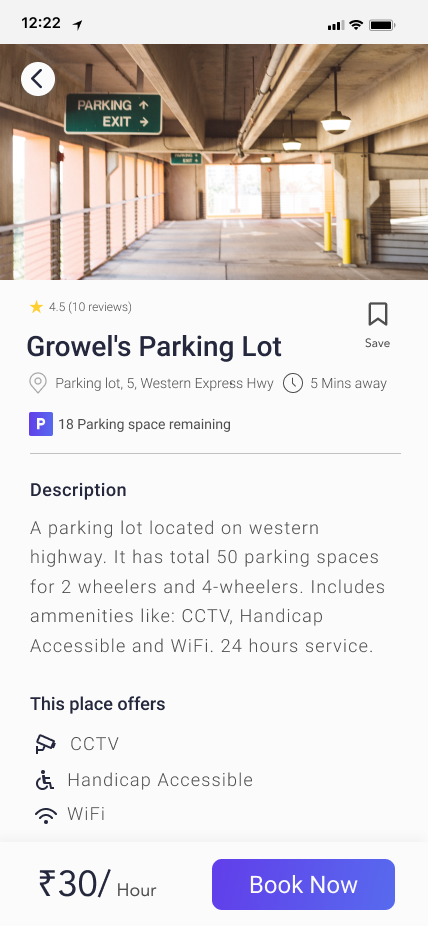 12:22
PARKING ↑
EXIT →
PARKING ↑
EXIT →
4.5 (10 reviews)
Save
Growel's Parking Lot
Parking lot, 5, Western Express Hwy 5 Mins away
P 18 Parking space remaining
Description
A parking lot located on western
highway. It has total 50 parking spaces
for 2 wheelers and 4-wheelers. Includes
ammenities like: CCTV, Handicap
Accessible and WiFi. 24 hours service.
This place offers
CCTV
Handicap Accessible
WiFi
₹30/ Hour
Book Now